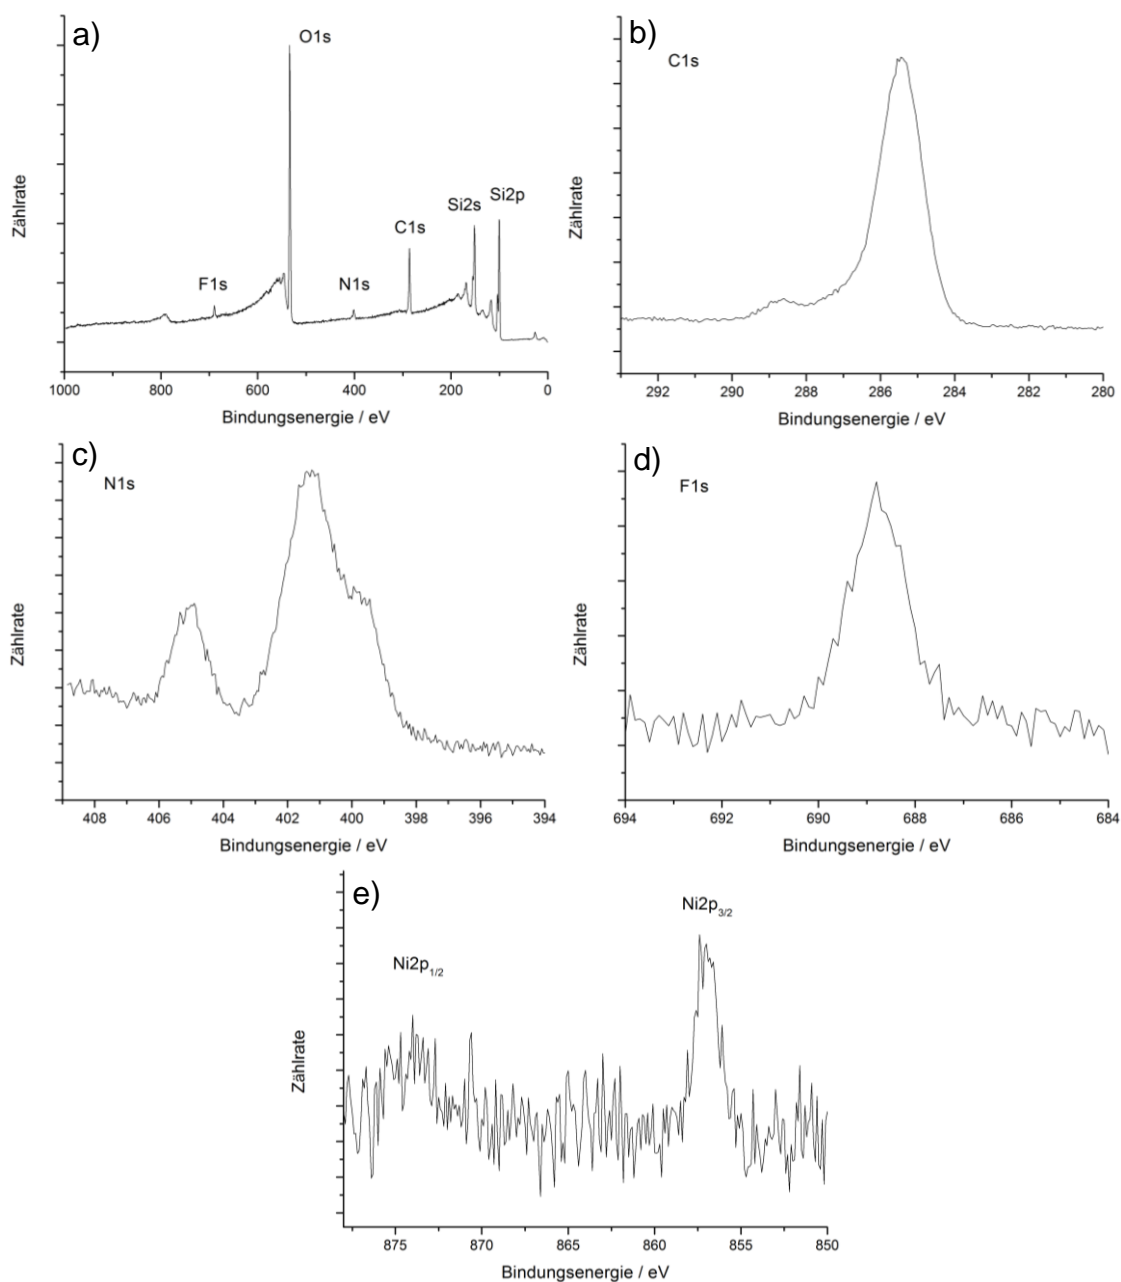 a)
O1s
F1s
N1s
C1s
Si2s
Si2p
Zählrate
1000 800 600 400 200 0
Bindungsenergie / eV
b)
C1s
Zählrate
292 290 288 286 284 282 280
Bindungsenergie / eV
c)
N1s
Zählrate
408 406 404 402 400 398 396 394
Bindungsenergie / eV
d)
F1s
Zählrate
694 692 690 688 686 684
Bindungsenergie / eV
e)
Ni2p3/2
Ni2p1/2
Zählrate
875 870 865 860 855 850
Bindungsenergie / eV